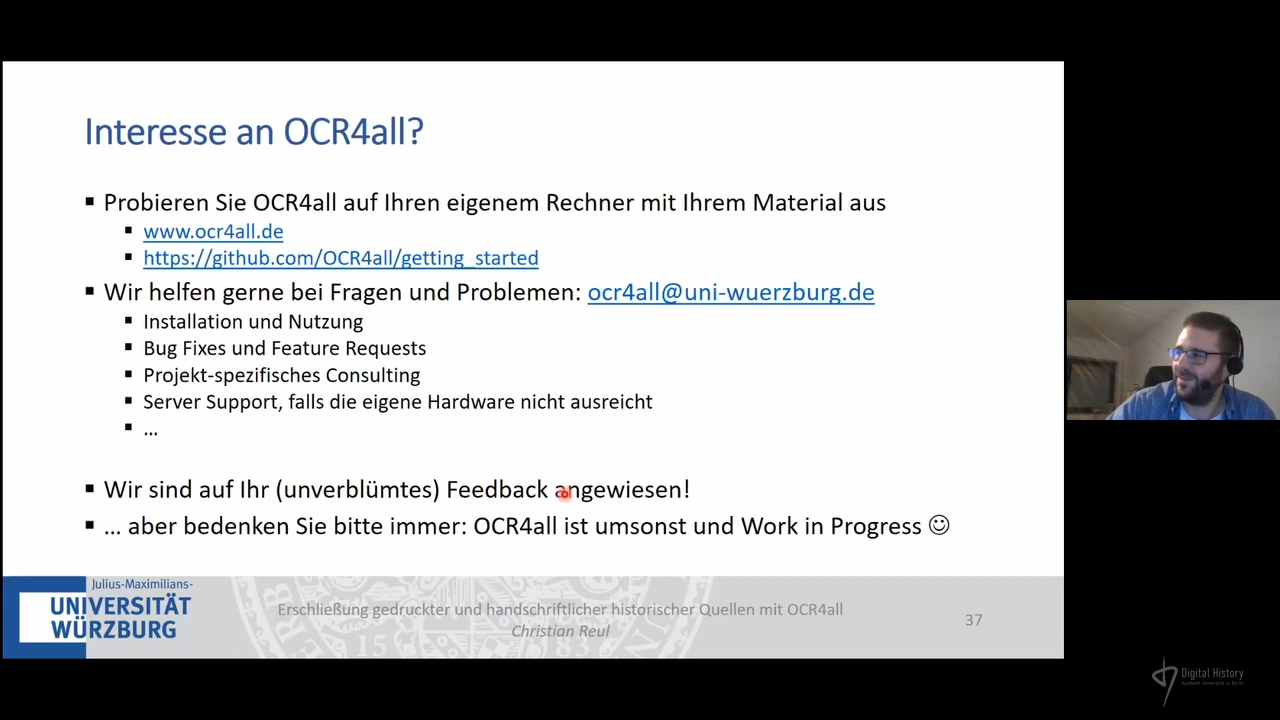 Interesse an OCR4all?
▪ Probieren Sie OCR4all auf Ihren eigenem Rechner mit Ihrem Material aus
▪ www.ocr4all.de
▪ https://github.com/OCR4all/getting_started
▪ Wir helfen gerne bei Fragen und Problemen: ocr4all@uni-wuerzburg.de
▪ Installation und Nutzung
▪ Bug Fixes und Feature Requests
▪ Projekt-spezifisches Consulting
▪ Server Support, falls die eigene Hardware nicht ausreicht
▪ …
▪ Wir sind auf Ihr (unverblümtes) Feedback angewiesen!
▪ … aber bedenken Sie bitte immer: OCR4all ist umsonst und Work in Progress ☺
Julius-Maximilians-
UNIVERSITÄT
WÜRZBURG
Erschließung gedruckter und handschriftlicher historischer Quellen mit OCR4all
Christian Reul
37
Digital History
Humboldt-Universität zu Berlin